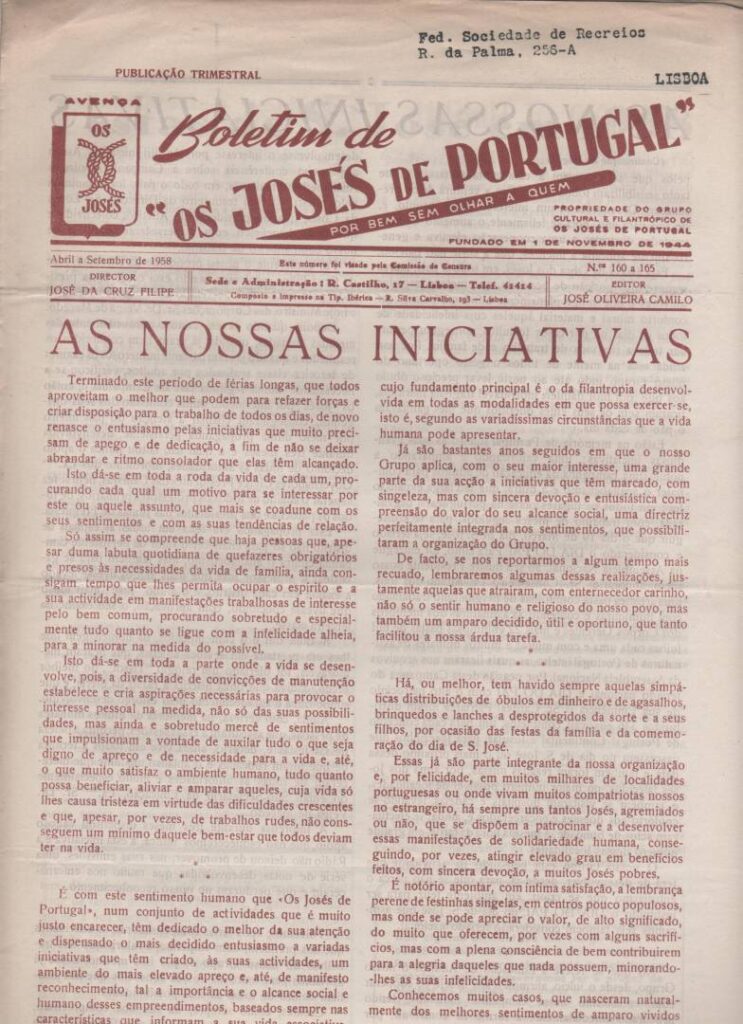 Fed. Sociedade de Recreios
R. da Palma, 256-A
LISBOA
PUBLICAÇÃO TRIMESTRAL
AVENÇA
OS
JOSÉS
Boletim de
"OS JOSÉS DE PORTUGAL"
POR BEM SEM OLHAR A QUEM
PROPRIEDADE DO GRUPO
CULTURAL E FILANTRÓPICO DE
OS JOSÉS DE PORTUGAL
FUNDADO EM 1 DE NOVEMBRO DE 1944
Abril a Setembro de 1958
Este número foi visado pela Comissão de Censura
N.os 160 a 165
DIRECTOR
JOSÉ DA CRUZ FILIPE
Sede e Administração: R. Castilho, 17 — Lisboa — Telef. 41414
Composto e impresso na Tip. Ibérica — R. Silva Carvalho, 193 — Lisboa
EDITOR
JOSÉ OLIVEIRA CAMILO
AS NOSSAS INICIATIVAS
Terminado este período de férias longas, que todos
aproveitam o melhor que podem para refazer forças e
criar disposição para o trabalho de todos os dias, de novo
renasce o entusiasmo pelas iniciativas que muito preci-
sam de apego e de dedicação, a fim de não se deixar
abrandar e ritmo consolador que elas têm alcançado.
Isto dá-se em toda a roda da vida de cada um, pro-
curando cada qual um motivo para se interessar por
este ou aquele assunto, que mais se coadune com os
seus sentimentos e com as suas tendências de relação.
Só assim se compreende que haja pessoas que, ape-
sar duma labuta quotidiana de quefazeres obrigatórios
e presos às necessidades da vida de família, ainda con-
sigam tempo que lhes permita ocupar o espírito e a
sua actividade em manifestações trabalhosas de interesse
pelo bem comum, procurando sobretudo e especial-
mente tudo quanto se ligue com a infelicidade alheia,
para a minorar na medida do possível.
Isto dá-se em toda a parte onde a vida se desen-
volve, pois, a diversidade de convicções de manutenção
estabelece e cria aspirações necessárias para provocar o
interesse pessoal na medida, não só das suas possibili-
dades, mas ainda e sobretudo mercê de sentimentos
que impulsionam a vontade de auxilar tudo o que seja
digno de apreço e de necessidade para a vida e, até,
o que muito satisfaz o ambiente humano, tudo quanto
possa beneficiar, aliviar e amparar aqueles, cuja vida só
lhes causa tristeza em virtude das dificuldades crescentes
e que, apesar, por vezes, de trabalhos rudes, não cons-
seguem um mínimo daquele bem-estar que todos deviam
ter na vida.
* * *
É com este sentimento humano que «Os Josés de
Portugal», num conjunto de actividades que é muito
justo encarecer, têm dedicado o melhor da sua atenção
e dispensado o mais decidido entusiasmo a variadas
iniciativas que têm criado, às suas actividades, um
ambiente do mais elevado apreço e, até, de manifesto
reconhecimento, tal a importância e o alcance social e
humano desses empreendimentos, baseados sempre nas
características que informam a sua vida associativa
cujo fundamento principal é o da filantropia desenvol-
vida em todas as modalidades em que possa exercer-se,
isto é, segundo as variadíssimas circunstâncias que a vida
humana pode apresentar.
Já são bastantes anos seguidos em que o nosso
Grupo aplica, com o seu maior interesse, uma grande
parte da sua acção a iniciativas que têm marcado, com
singeleza, mas com sincera devoção e entusiástica com-
preensão do valor do seu alcance social, uma directriz
perfeitamente integrada nos sentimentos, que possibili-
taram a organização do Grupo.
De facto, se nos reportarmos a algum tempo mais
recuado, lembraremos algumas dessas realizações, jus-
tamente aquelas que atraíram, com enternecedor carinho,
não só o sentir humano e religioso do nosso povo, mas
também um amparo decidido, útil e oportuno, que tanto
facilitou a nossa árdua tarefa.
* * *
Há, ou melhor, tem havido sempre aquelas simpá-
ticas distribuições de óbulos em dinheiro e de agasalhos,
brinquedos e lanches a desprotegidos da sorte e a seus
filhos, por ocasião das festas da família e da comemo-
ração do dia de S. José.
Essas já são parte integrante da nossa organização
e, por felicidade, em muitos milhares de localidades
portuguesas ou onde vivam muitos compatriotas nossos
no estrangeiro, há sempre uns tantos Josés, agremiados
ou não, que se dispõem a patrocinar e a desenvolver
essas manifestações de solidariedade humana, conse-
guindo, por vezes, atingir elevado grau em benefícios
feitos, com sincera devoção, a muitos Josés pobres.
É notório apontar, com íntima satisfação, a lembrança
perene de festinhas singelas, em centros pouco populosos,
mas onde se pode apreciar o valor, de alto significado,
do muito que oferecem, por vezes com alguns sacrifí-
cios, mas com a plena consciência de bem contribuirem
para a alegria daqueles que nada possuem, minorando-
-lhes as suas infelicidades.
Conhecemos muitos casos, que nasceram natural-
mente dos melhores sentimentos de amparo vividos